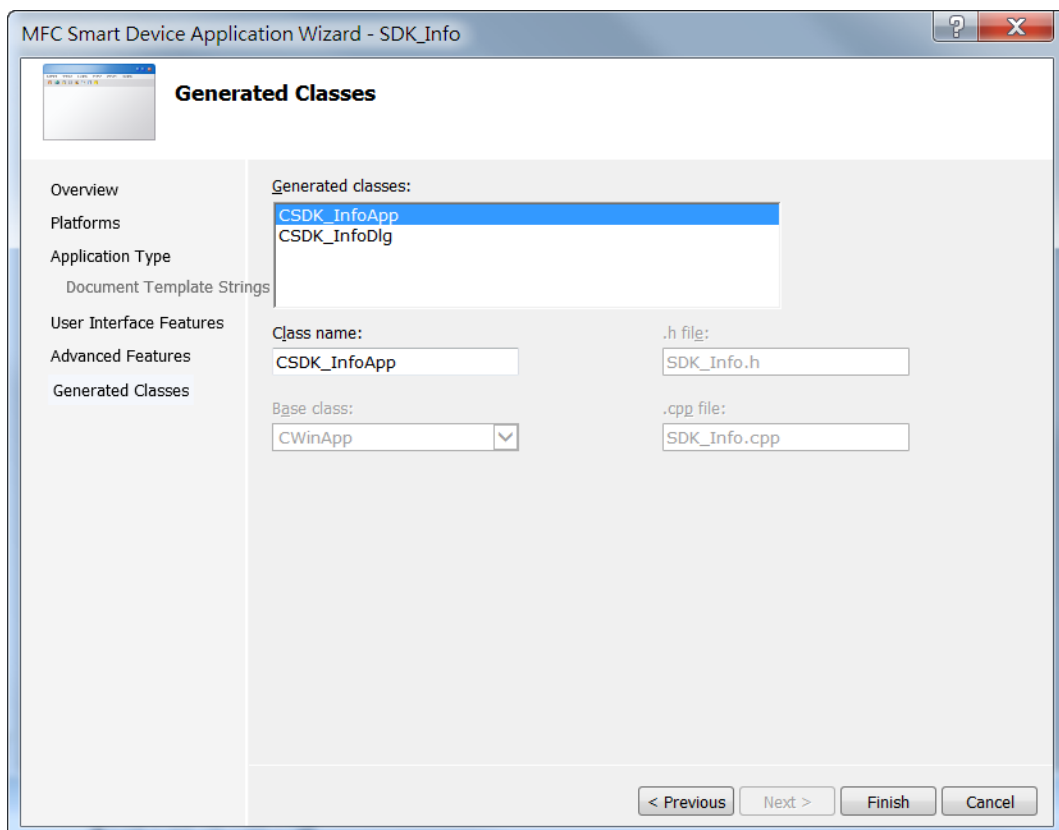 MFC Smart Device Application Wizard - SDK_Info
Generated Classes
Overview
Platforms
Application Type
Document Template Strings
User Interface Features
Advanced Features
Generated Classes
Generated classes:
CSDK_InfoApp
CSDK_InfoDlg
Class name:
.h file:
CSDK_InfoApp
SDK_Info.h
Base class:
.cpp file:
CWinApp
SDK_Info.cpp
< Previous
Next >
Finish
Cancel